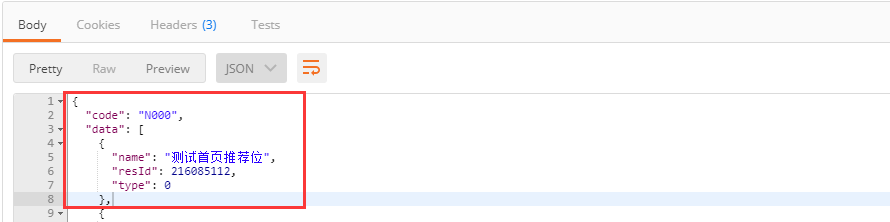 Body Cookies Headers (3) Tests
Pretty Raw Preview JSON
1 {
2 "code": "N000",
3 "data": [
4 {
5 "name": "测试首页推荐位",
6 "resId": 216085112,
7 "type": 0
8 },
9 {